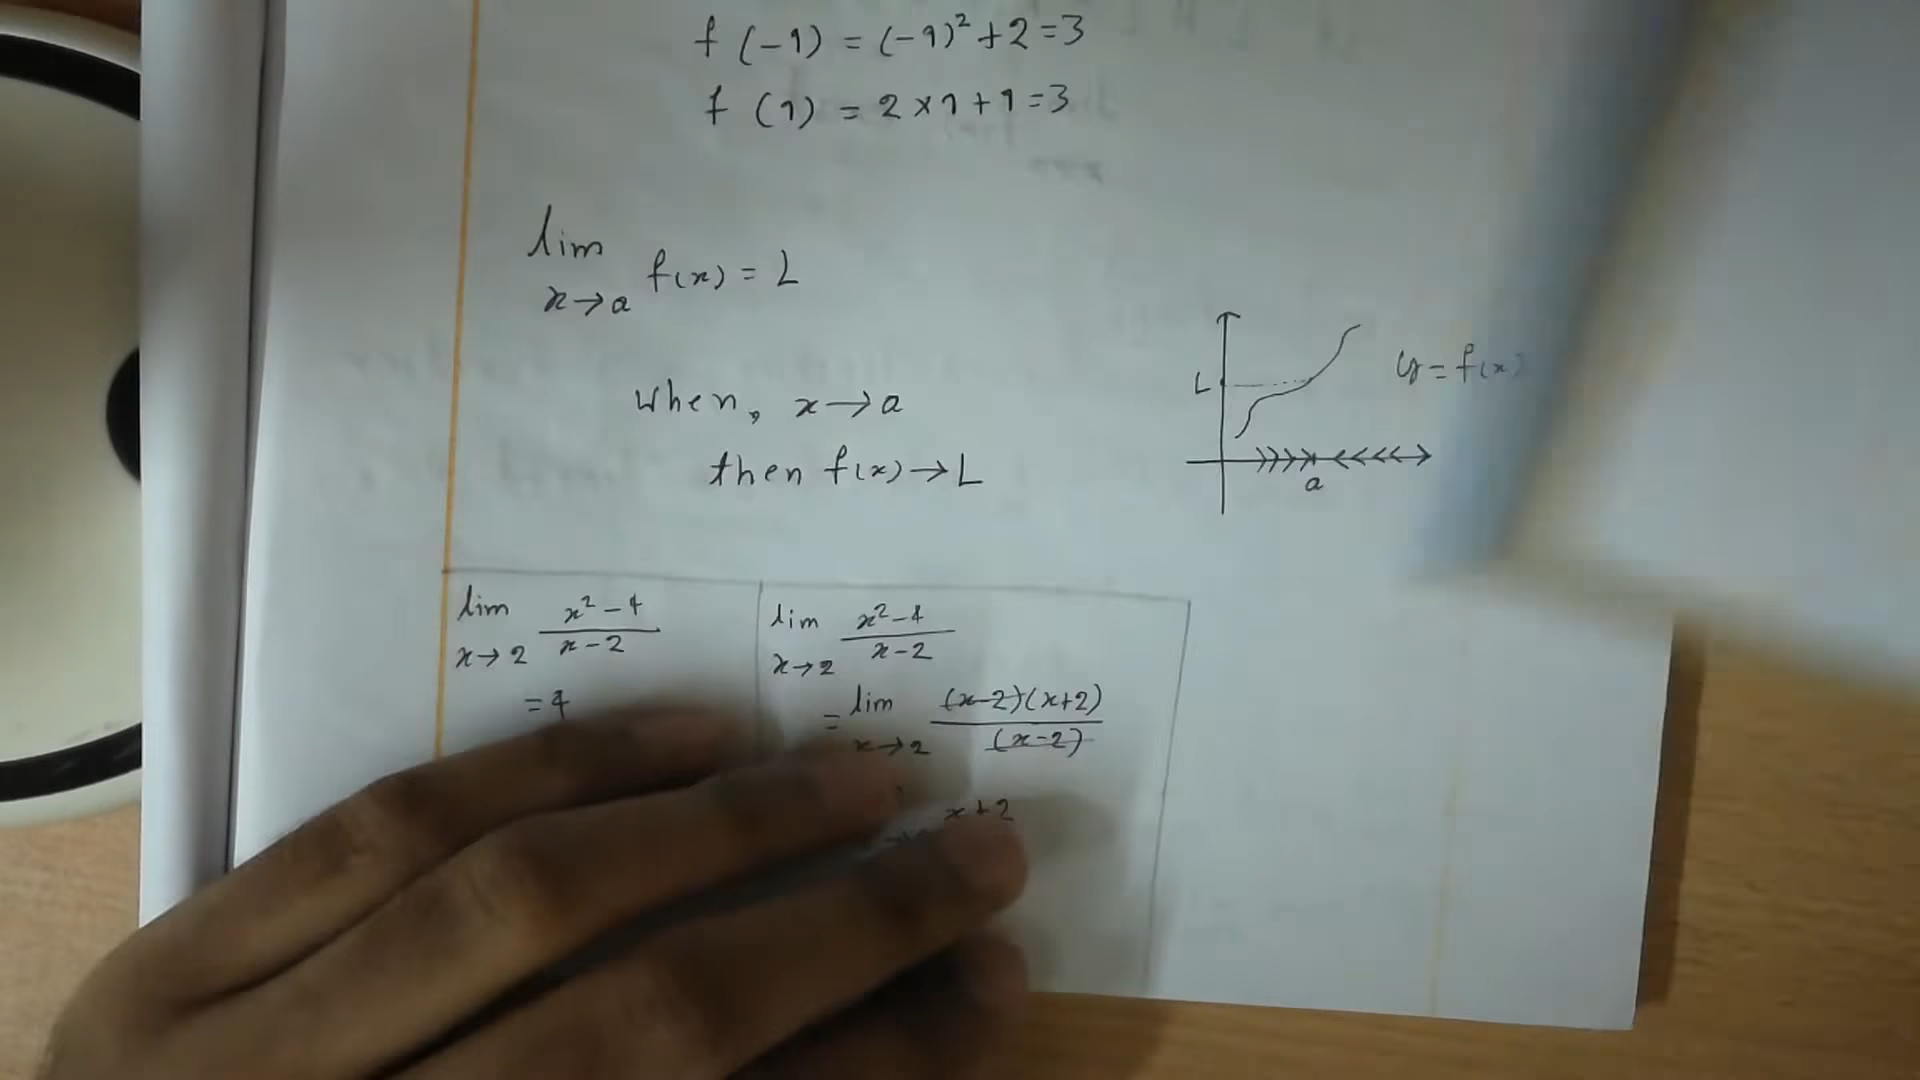 f (-1) = (-1)² + 2 = 3
f (1) = 2 × 1 + 1 = 3
lim f(x) = L
x → a
when, x → a
then f(x) → L
L
y = f(x)
a
lim x² - 4
x → 2 x - 2
= 4
lim x² - 4
x → 2 x - 2
= lim (x-2)(x+2)
x → 2 (x-2)
x + 2